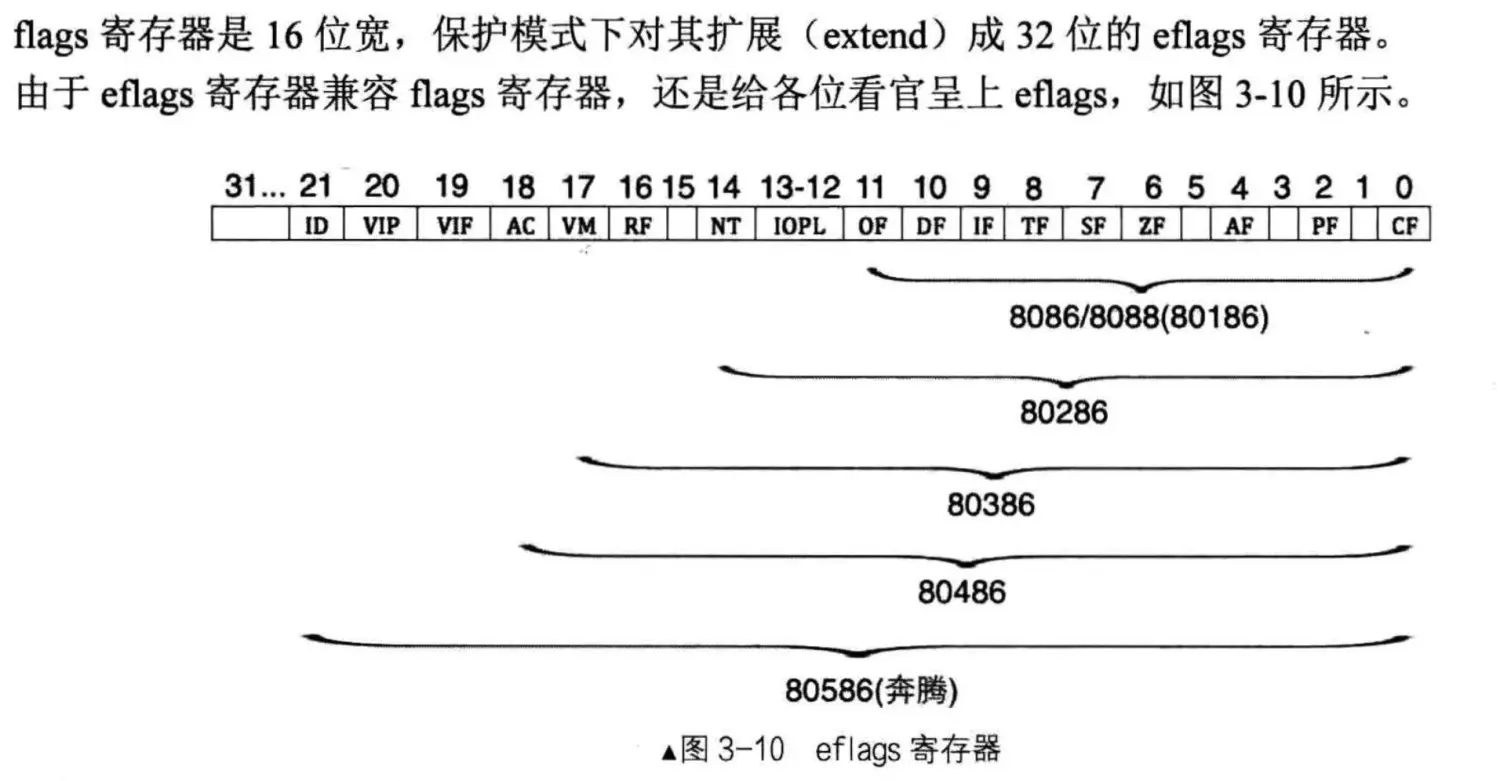 flags 寄存器是 16 位宽，保护模式下对其扩展（extend）成 32 位的 eflags 寄存器。
由于 eflags 寄存器兼容 flags 寄存器，还是给各位看官呈上 eflags，如图 3-10 所示。
31... 21 20 19 18 17 16 15 14 13-12 11 10 9 8 7 6 5 4 3 2 1 0
ID VIP VIF AC VM RF NT IOPL OF DF IF TF SF ZF AF PF CF
8086/8088(80186)
80286
80386
80486
80586(奔腾)
▲图 3-10 eflags 寄存器